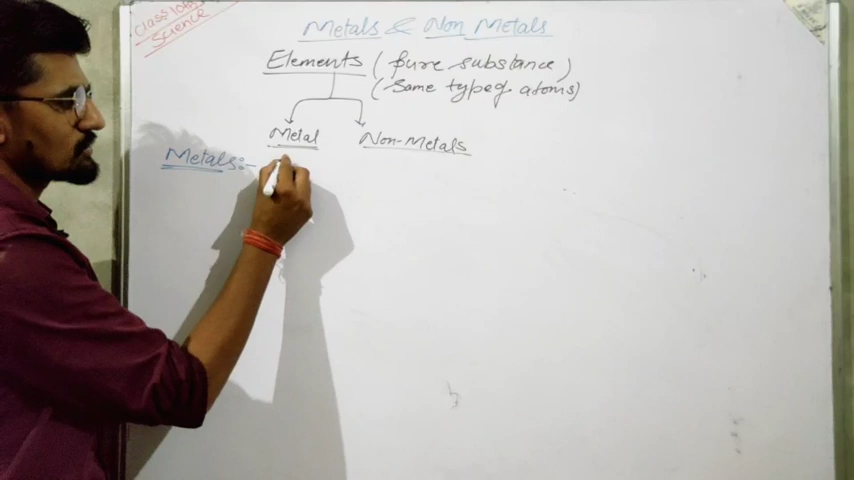 Class 10th
Science
Metals & Non Metals
Elements (pure substance)
(Same type of atoms)
Metal Non-Metals
Metals:-